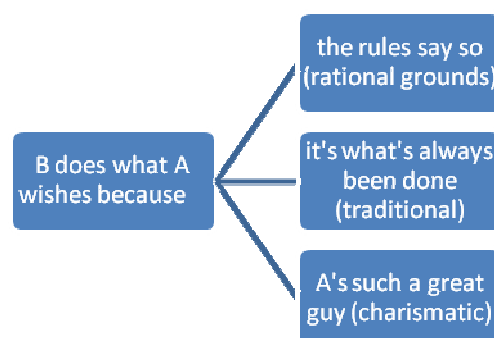 the rules say so
(rational grounds)
B does what A
wishes because
it's what's always
been done
(traditional)
A's such a great
guy (charismatic)